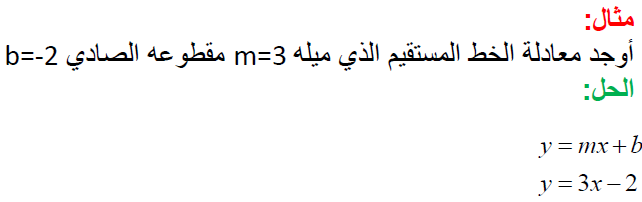 مثال:
أوجد معادلة الخط المستقيم الذي ميله m=3 مقطوعه الصادي b=-2
الحل:
y = mx + b
y = 3x − 2